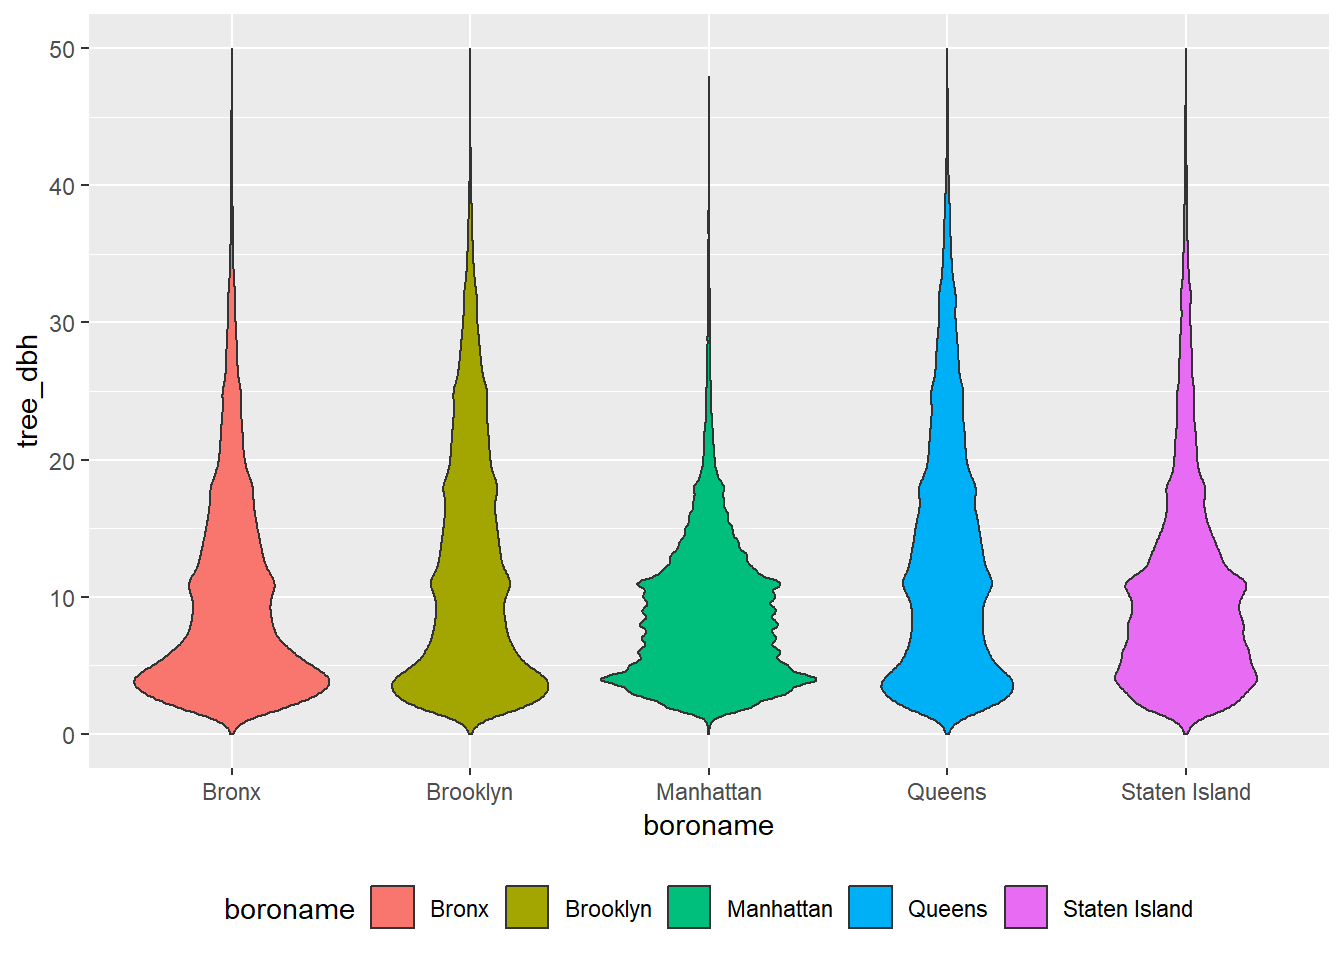 50
40
30
20
10
0
tree_dbh
Bronx Brooklyn Manhattan Queens Staten Island
boroname
boroname Bronx Brooklyn Manhattan Queens Staten Island